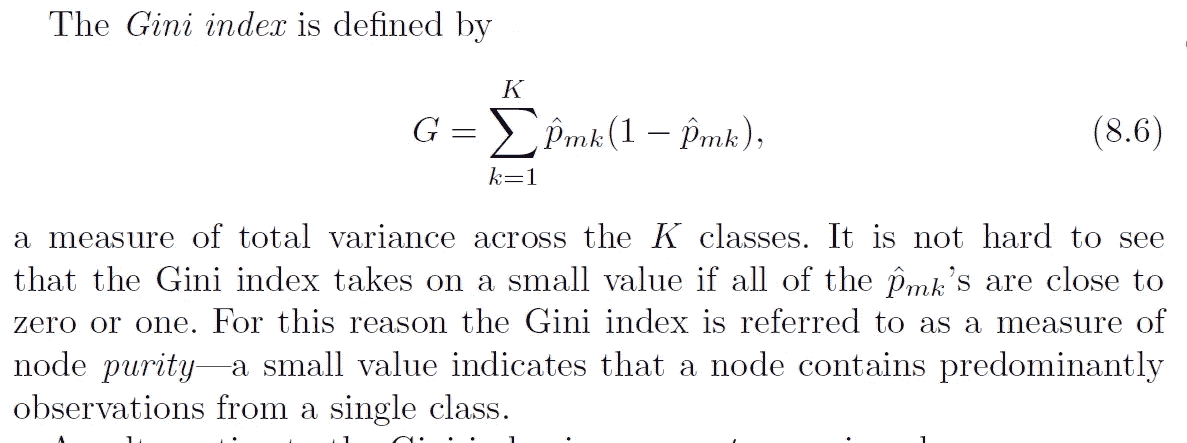 The Gini index is defined by
G = \sum_{k=1}^{K} \hat{p}_{mk}(1 − \hat{p}_{mk}), (8.6)
a measure of total variance across the K classes. It is not hard to see
that the Gini index takes on a small value if all of the \hat{p}_{mk}'s are close to
zero or one. For this reason the Gini index is referred to as a measure of
node purity—a small value indicates that a node contains predominantly
observations from a single class.